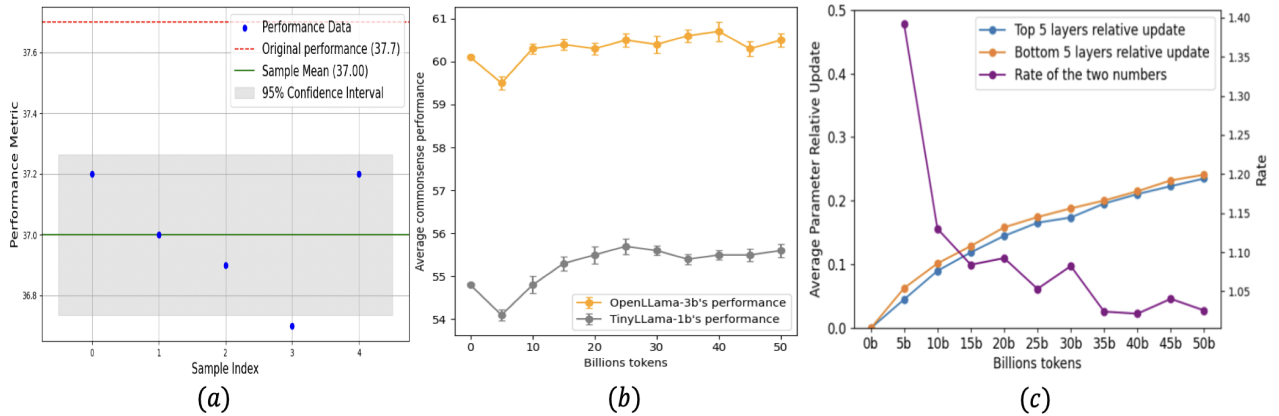 Performance Data
Original performance (37.7)
Sample Mean (37.00)
95% Confidence Interval
Performance Metric
37.6
37.4
37.2
37.0
36.8
0 1 2 3 4
Sample Index
(a)
Average commonsense performance
61
60
59
58
57
56
55
54
OpenLLama-3b's performance
TinyLLama-1b's performance
0 10 20 30 40 50
Billions tokens
(b)
Top 5 layers relative update
Bottom 5 layers relative update
Rate of the two numbers
Average Parameter Relative Update
0.5
0.4
0.3
0.2
0.1
0.0
0b 5b 10b 15b 20b 25b 30b 35b 40b 45b 50b
Billions tokens
1.40
1.35
1.30
1.25
1.20
1.15
1.10
1.05
Rate
(c)